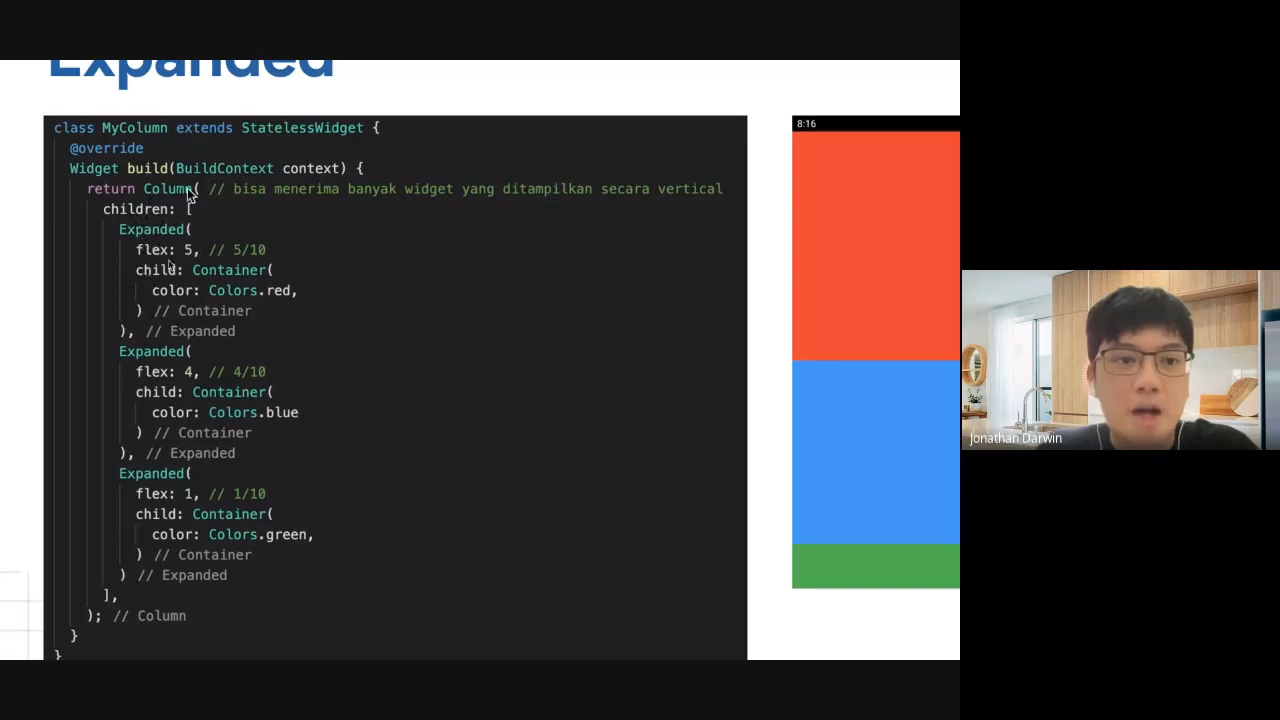 Expanded
class MyColumn extends StatelessWidget {
@override
Widget build(BuildContext context) {
return Column( // bisa menerima banyak widget yang ditampilkan secara vertical
children: [
Expanded(
flex: 5, // 5/10
child: Container(
color: Colors.red,
) // Container
), // Expanded
Expanded(
flex: 4, // 4/10
child: Container(
color: Colors.blue
) // Container
), // Expanded
Expanded(
flex: 1, // 1/10
child: Container(
color: Colors.green,
) // Container
) // Expanded
],
); // Column
}
}
8:16
Jonathan Darwin